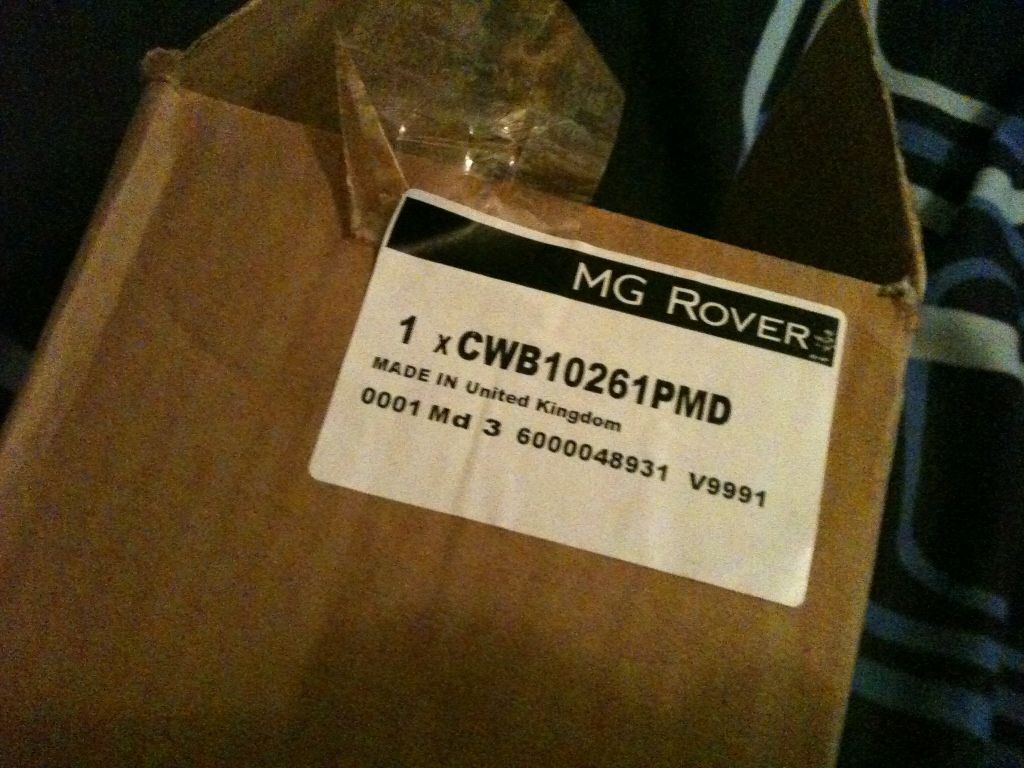 MG ROVER
1 x CWB10261PMD
MADE IN United Kingdom
0001 Md 3 6000048931 V9991